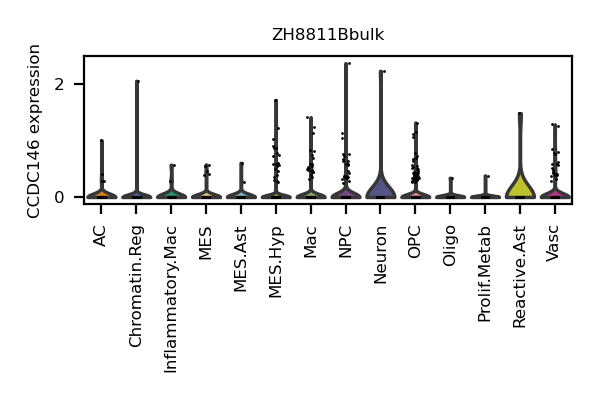 ZH8811Bbulk
CCDC146 expression
2
0
AC
Chromatin.Reg
Inflammatory.Mac
MES
MES.Ast
MES.Hyp
Mac
NPC
Neuron
OPC
Oligo
Prolif.Metab
Reactive.Ast
Vasc